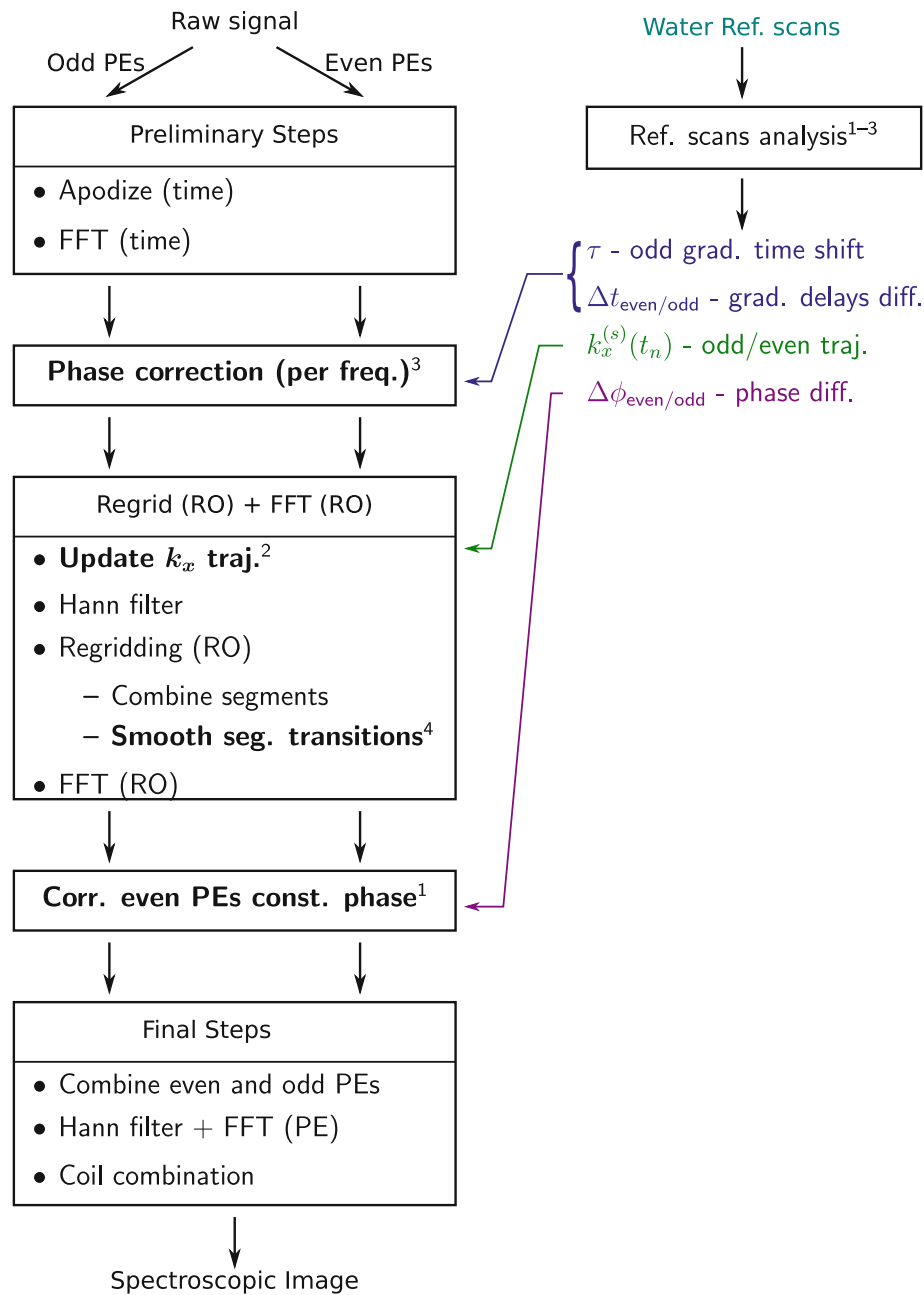 Raw signal
Odd PEs
Even PEs
Preliminary Steps
• Apodize (time)
• FFT (time)
Phase correction (per freq.)³
Regrid (RO) + FFT (RO)
• Update kₓ traj.²
• Hann filter
• Regridding (RO)
– Combine segments
– Smooth seg. transitions⁴
• FFT (RO)
Corr. even PEs const. phase¹
Final Steps
• Combine even and odd PEs
• Hann filter + FFT (PE)
• Coil combination
Spectroscopic Image
Water Ref. scans
Ref. scans analysis¹⁻³
τ - odd grad. time shift
Δt_even/odd - grad. delays diff.
kₓ⁽ˢ⁾(tₙ) - odd/even traj.
Δϕ_even/odd - phase diff.